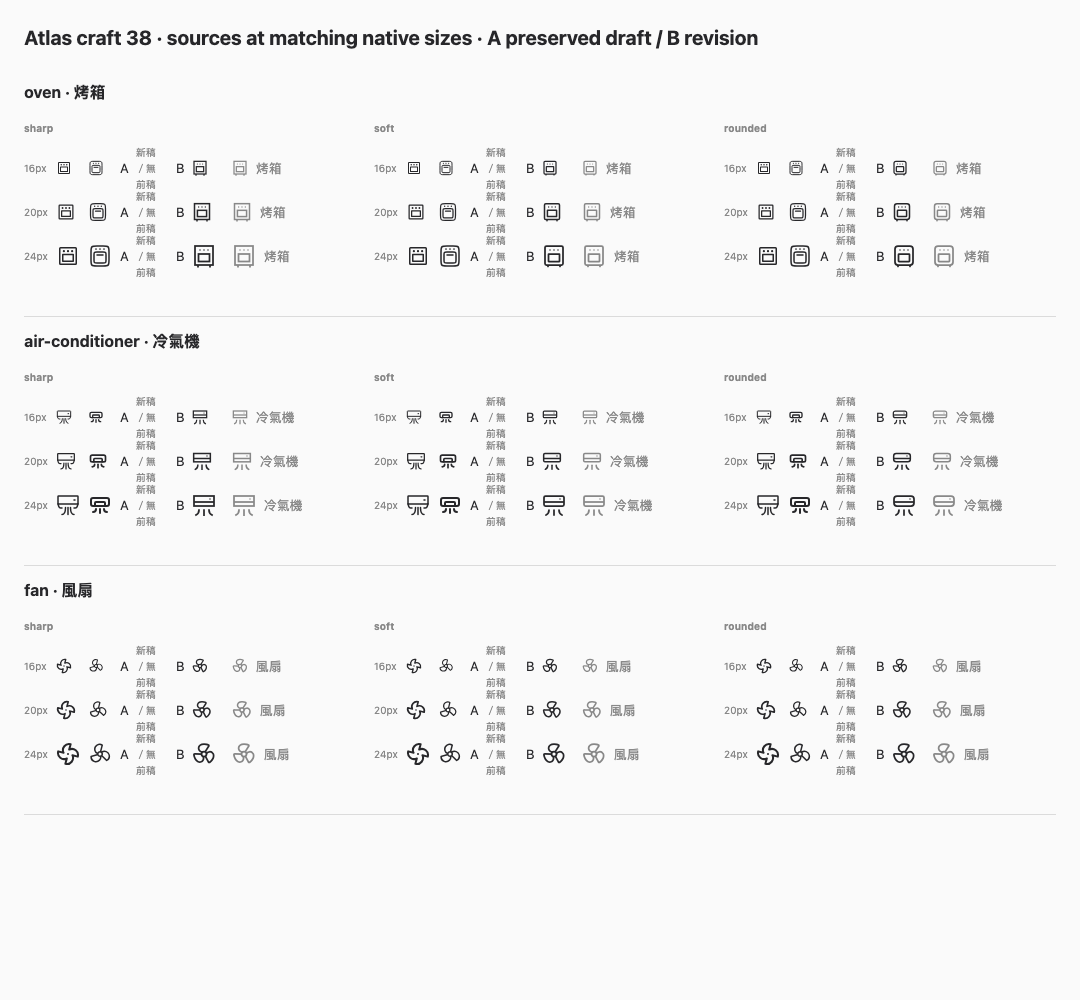 Atlas craft 38 · sources at matching native sizes · A preserved draft / B revision
oven · 烤箱
sharp
soft
rounded
16px A 新稿 / 無前稿 B 烤箱
16px A 新稿 / 無前稿 B 烤箱
16px A 新稿 / 無前稿 B 烤箱
20px A 新稿 / 無前稿 B 烤箱
20px A 新稿 / 無前稿 B 烤箱
20px A 新稿 / 無前稿 B 烤箱
24px A 新稿 / 無前稿 B 烤箱
24px A 新稿 / 無前稿 B 烤箱
24px A 新稿 / 無前稿 B 烤箱
air-conditioner · 冷氣機
sharp
soft
rounded
16px A 新稿 / 無前稿 B 冷氣機
16px A 新稿 / 無前稿 B 冷氣機
16px A 新稿 / 無前稿 B 冷氣機
20px A 新稿 / 無前稿 B 冷氣機
20px A 新稿 / 無前稿 B 冷氣機
20px A 新稿 / 無前稿 B 冷氣機
24px A 新稿 / 無前稿 B 冷氣機
24px A 新稿 / 無前稿 B 冷氣機
24px A 新稿 / 無前稿 B 冷氣機
fan · 風扇
sharp
soft
rounded
16px A 新稿 / 無前稿 B 風扇
16px A 新稿 / 無前稿 B 風扇
16px A 新稿 / 無前稿 B 風扇
20px A 新稿 / 無前稿 B 風扇
20px A 新稿 / 無前稿 B 風扇
20px A 新稿 / 無前稿 B 風扇
24px A 新稿 / 無前稿 B 風扇
24px A 新稿 / 無前稿 B 風扇
24px A 新稿 / 無前稿 B 風扇